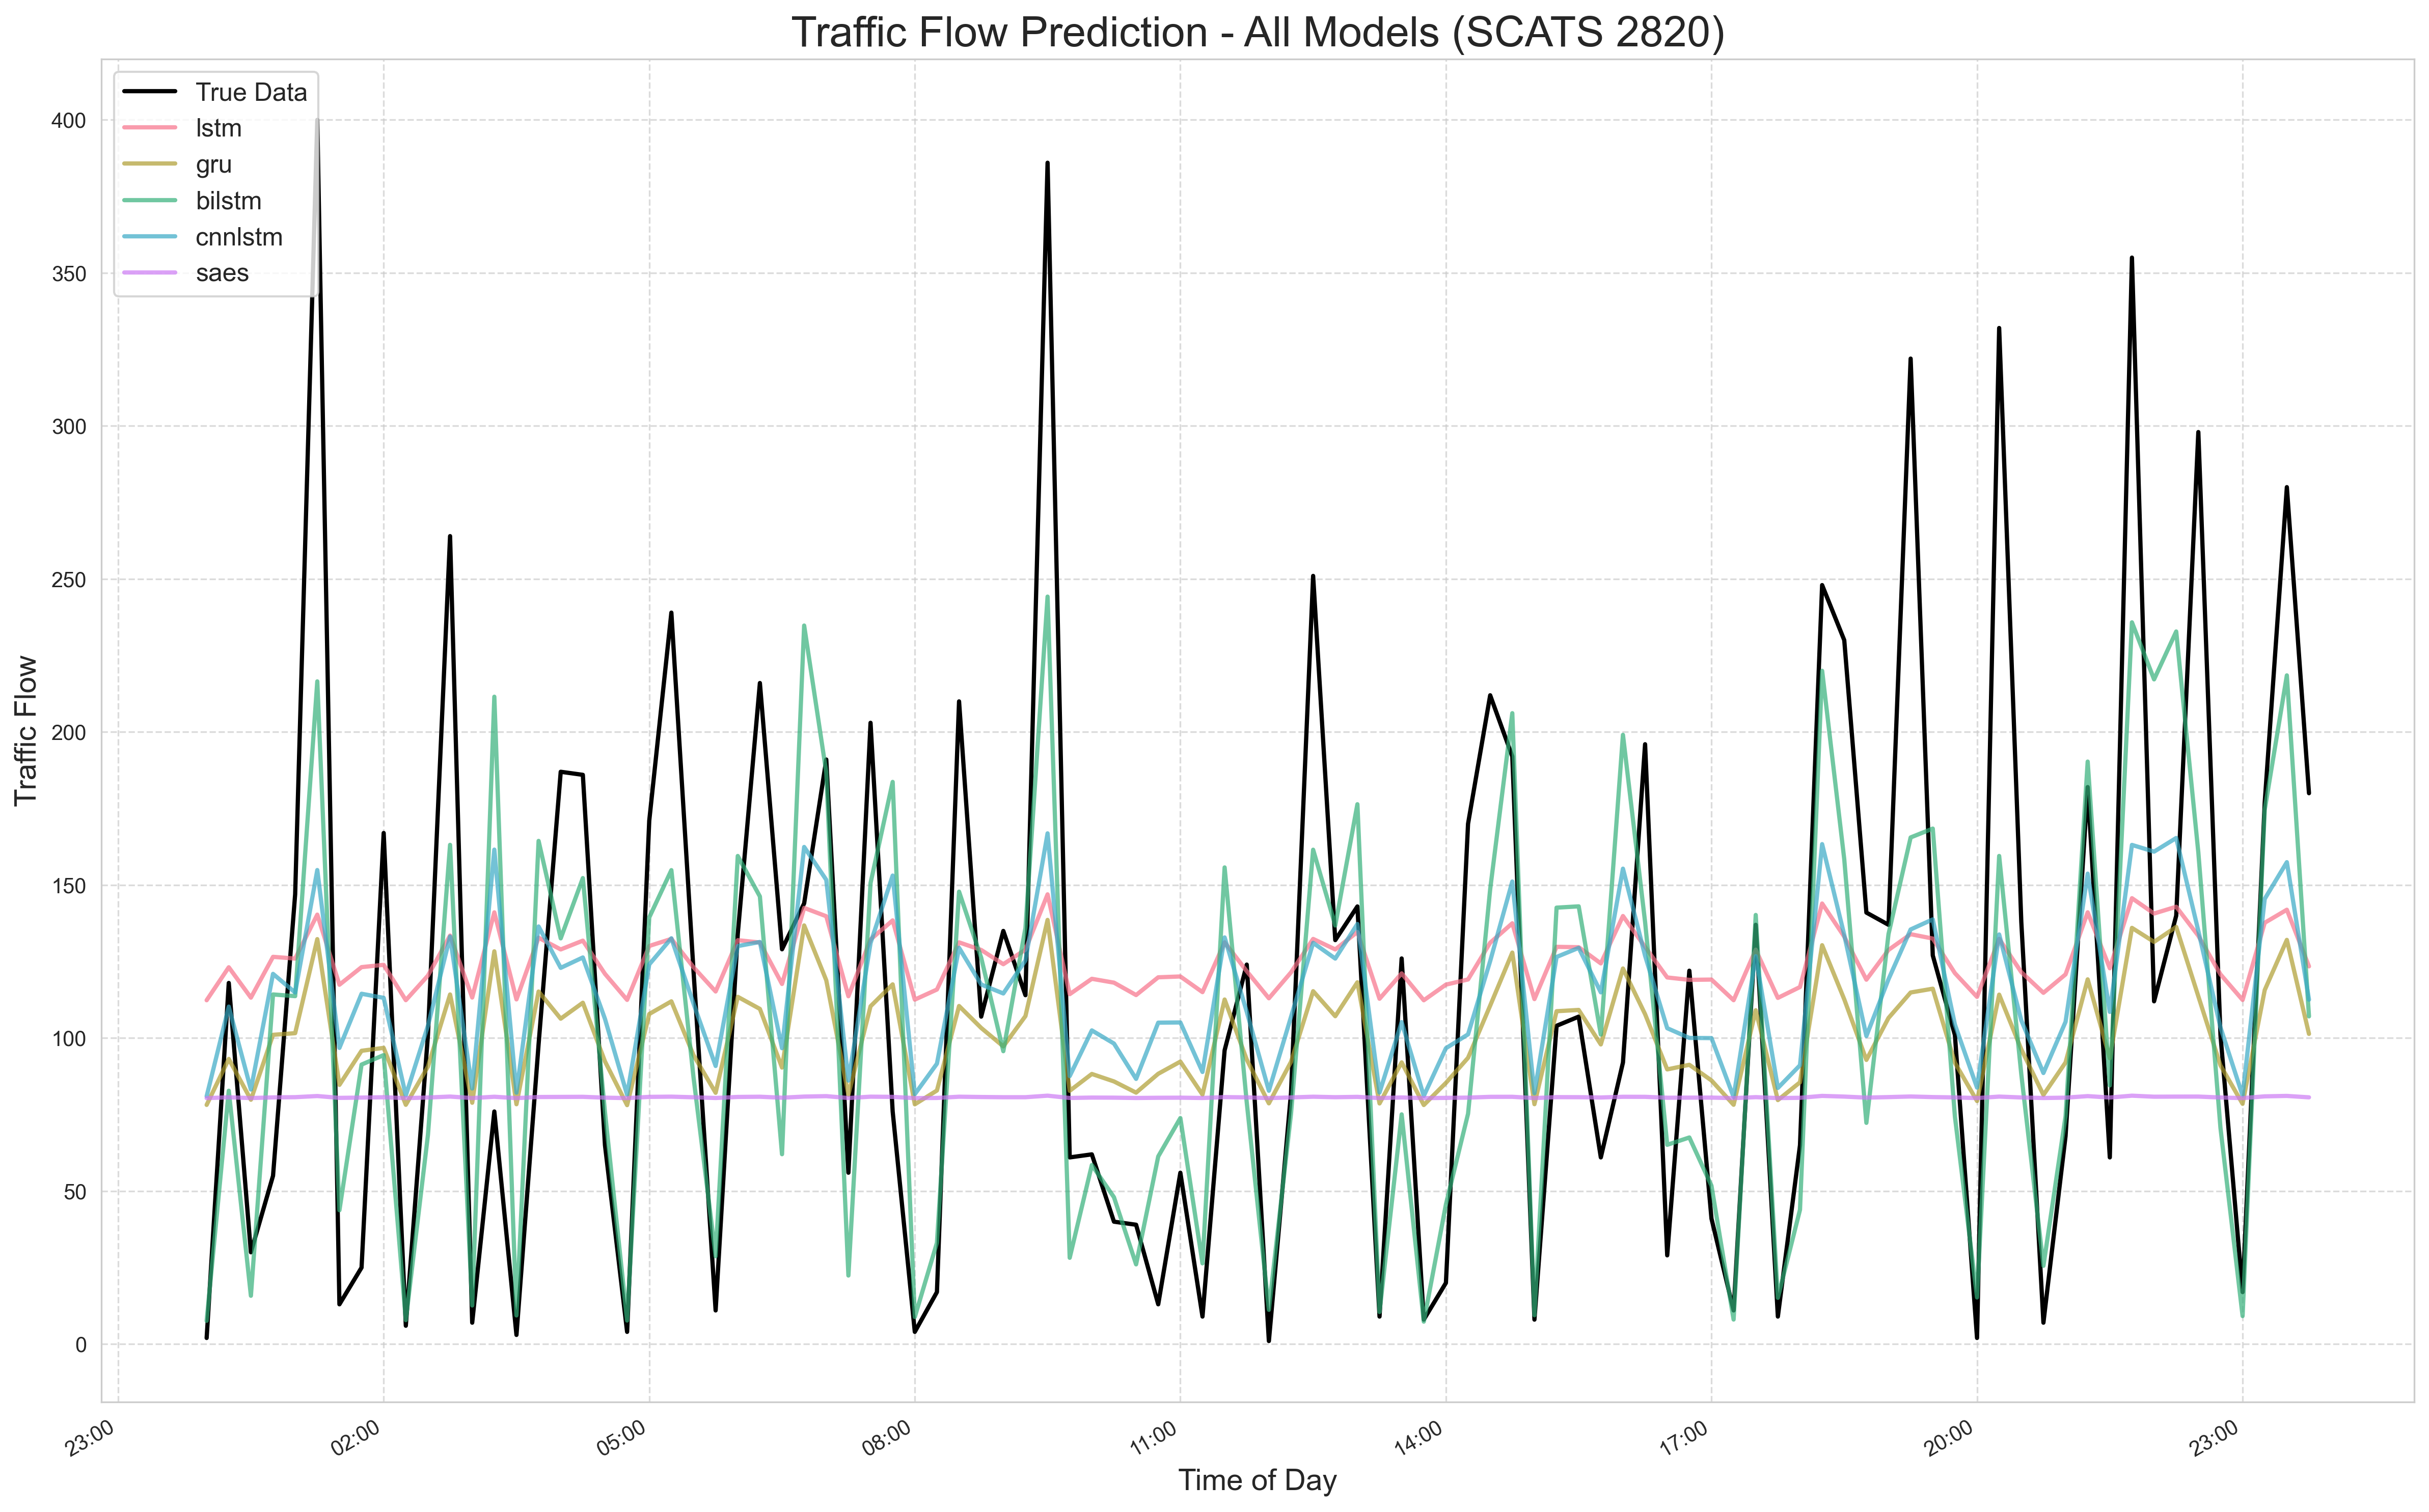 Traffic Flow Prediction - All Models (SCATS 2820)
True Data
lstm
gru
bilstm
cnnlstm
saes
Traffic Flow
400
350
300
250
200
150
100
50
0
23:00
02:00
05:00
08:00
11:00
14:00
17:00
20:00
23:00
Time of Day